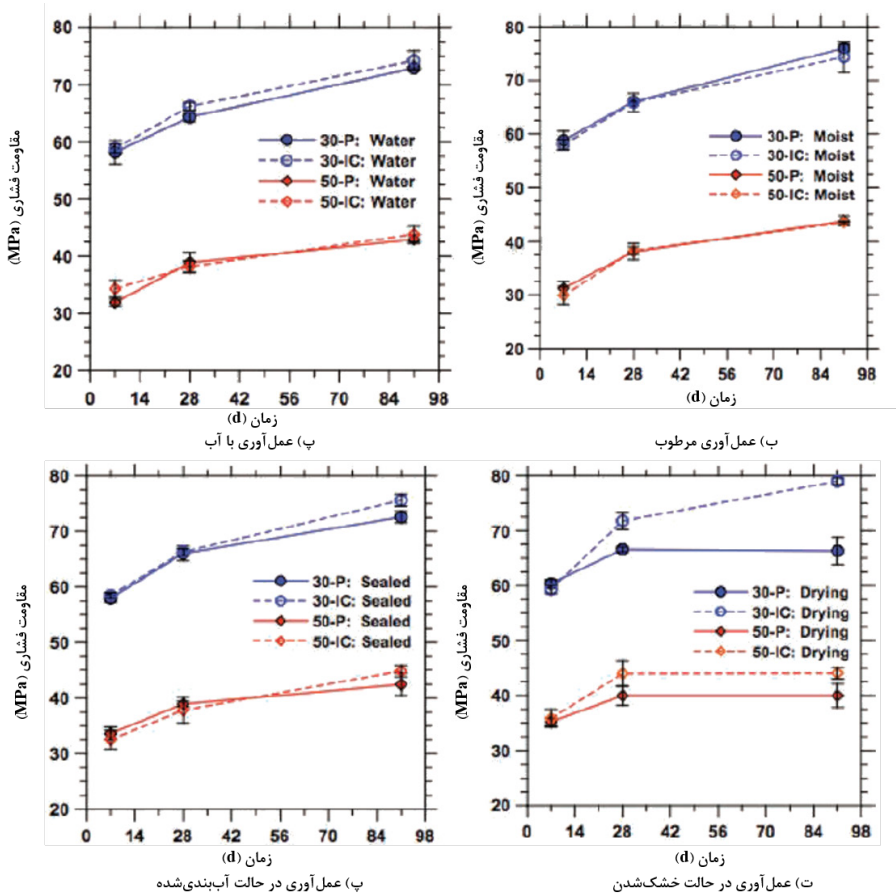 80
70
60
50
40
30
20
مقاومت فشاری (MPa)
30-P: Water
30-IC: Water
50-P: Water
50-IC: Water
0 14 28 42 56 70 84 98
زمان (d)
پ) عمل‌آوری با آب
80
70
60
50
40
30
20
مقاومت فشاری (MPa)
30-P: Moist
30-IC: Moist
50-P: Moist
50-IC: Moist
0 14 28 42 56 70 84 98
زمان (d)
ب) عمل‌آوری مرطوب
80
70
60
50
40
30
20
مقاومت فشاری (MPa)
30-P: Sealed
30-IC: Sealed
50-P: Sealed
50-IC: Sealed
0 14 28 42 56 70 84 98
زمان (d)
پ) عمل‌آوری در حالت آب‌بندی‌شده
80
70
60
50
40
30
20
مقاومت فشاری (MPa)
30-P: Drying
30-IC: Drying
50-P: Drying
50-IC: Drying
0 14 28 42 56 70 84 98
زمان (d)
ت) عمل‌آوری در حالت خشک‌شدن